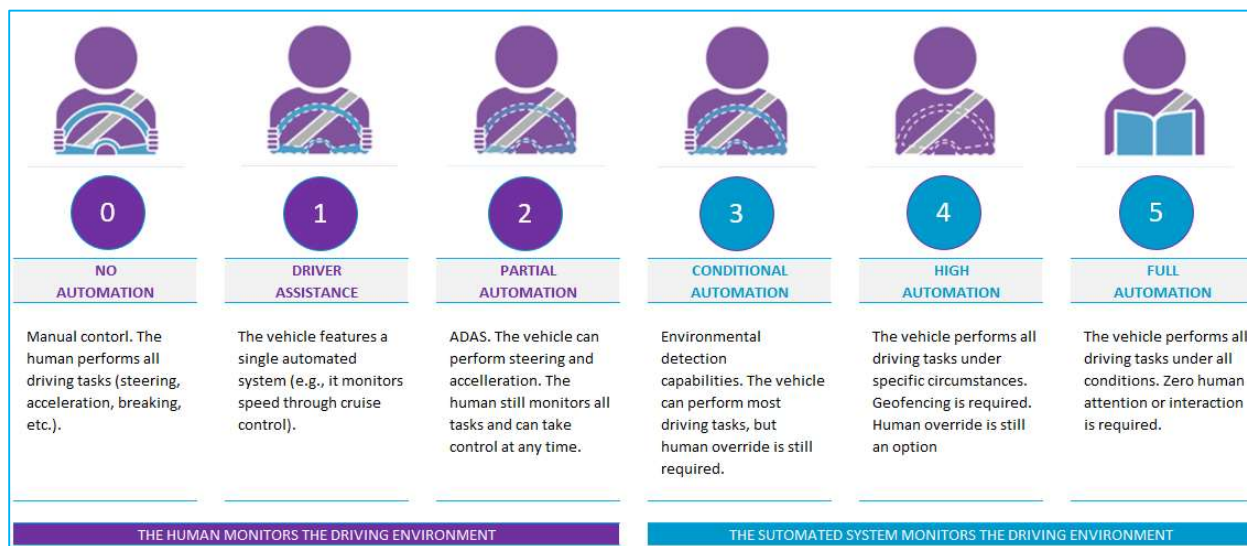 0
NO
AUTOMATION
Manual contorl. The
human performs all
driving tasks (steering,
acceleration, breaking,
etc.).
1
DRIVER
ASSISTANCE
The vehicle features a
single automated
system (e.g., it monitors
speed through cruise
control).
2
PARTIAL
AUTOMATION
ADAS. The vehicle can
perform steering and
accelleration. The
human still monitors all
tasks and can take
control at any time.
3
CONDITIONAL
AUTOMATION
Environmental
detection
capabilities. The vehicle
can perform most
driving tasks, but
human override is still
required.
4
HIGH
AUTOMATION
The vehicle performs all
driving tasks under
specific circumstances.
Geofencing is required.
Human override is still
an option
5
FULL
AUTOMATION
The vehicle performs all
driving tasks under all
conditions. Zero human
attention or interaction
is required.
THE HUMAN MONITORS THE DRIVING ENVIRONMENT
THE SUTOMATED SYSTEM MONITORS THE DRIVING ENVIRONMENT